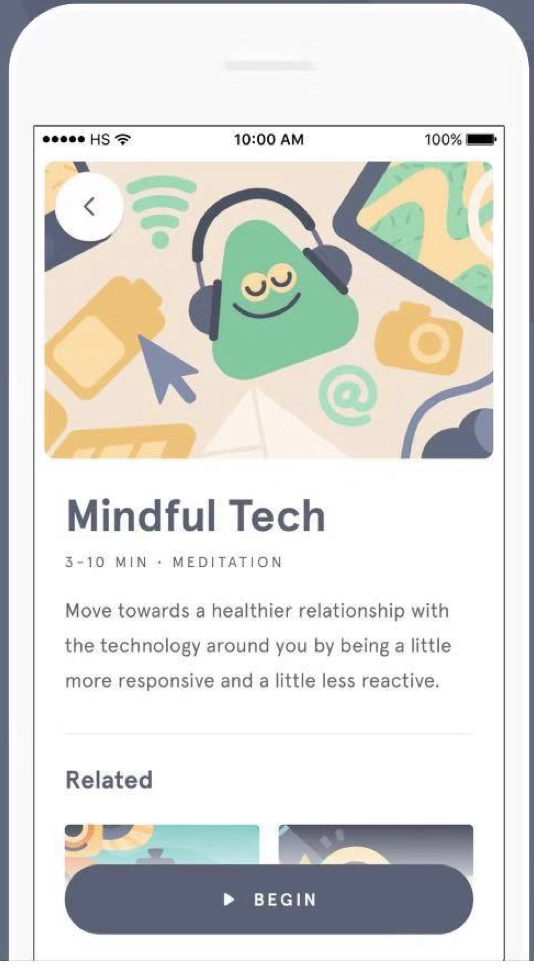 HS 10:00 AM 100%
@
Mindful Tech
3-10 MIN · MEDITATION
Move towards a healthier relationship with
the technology around you by being a little
more responsive and a little less reactive.
Related
BEGIN